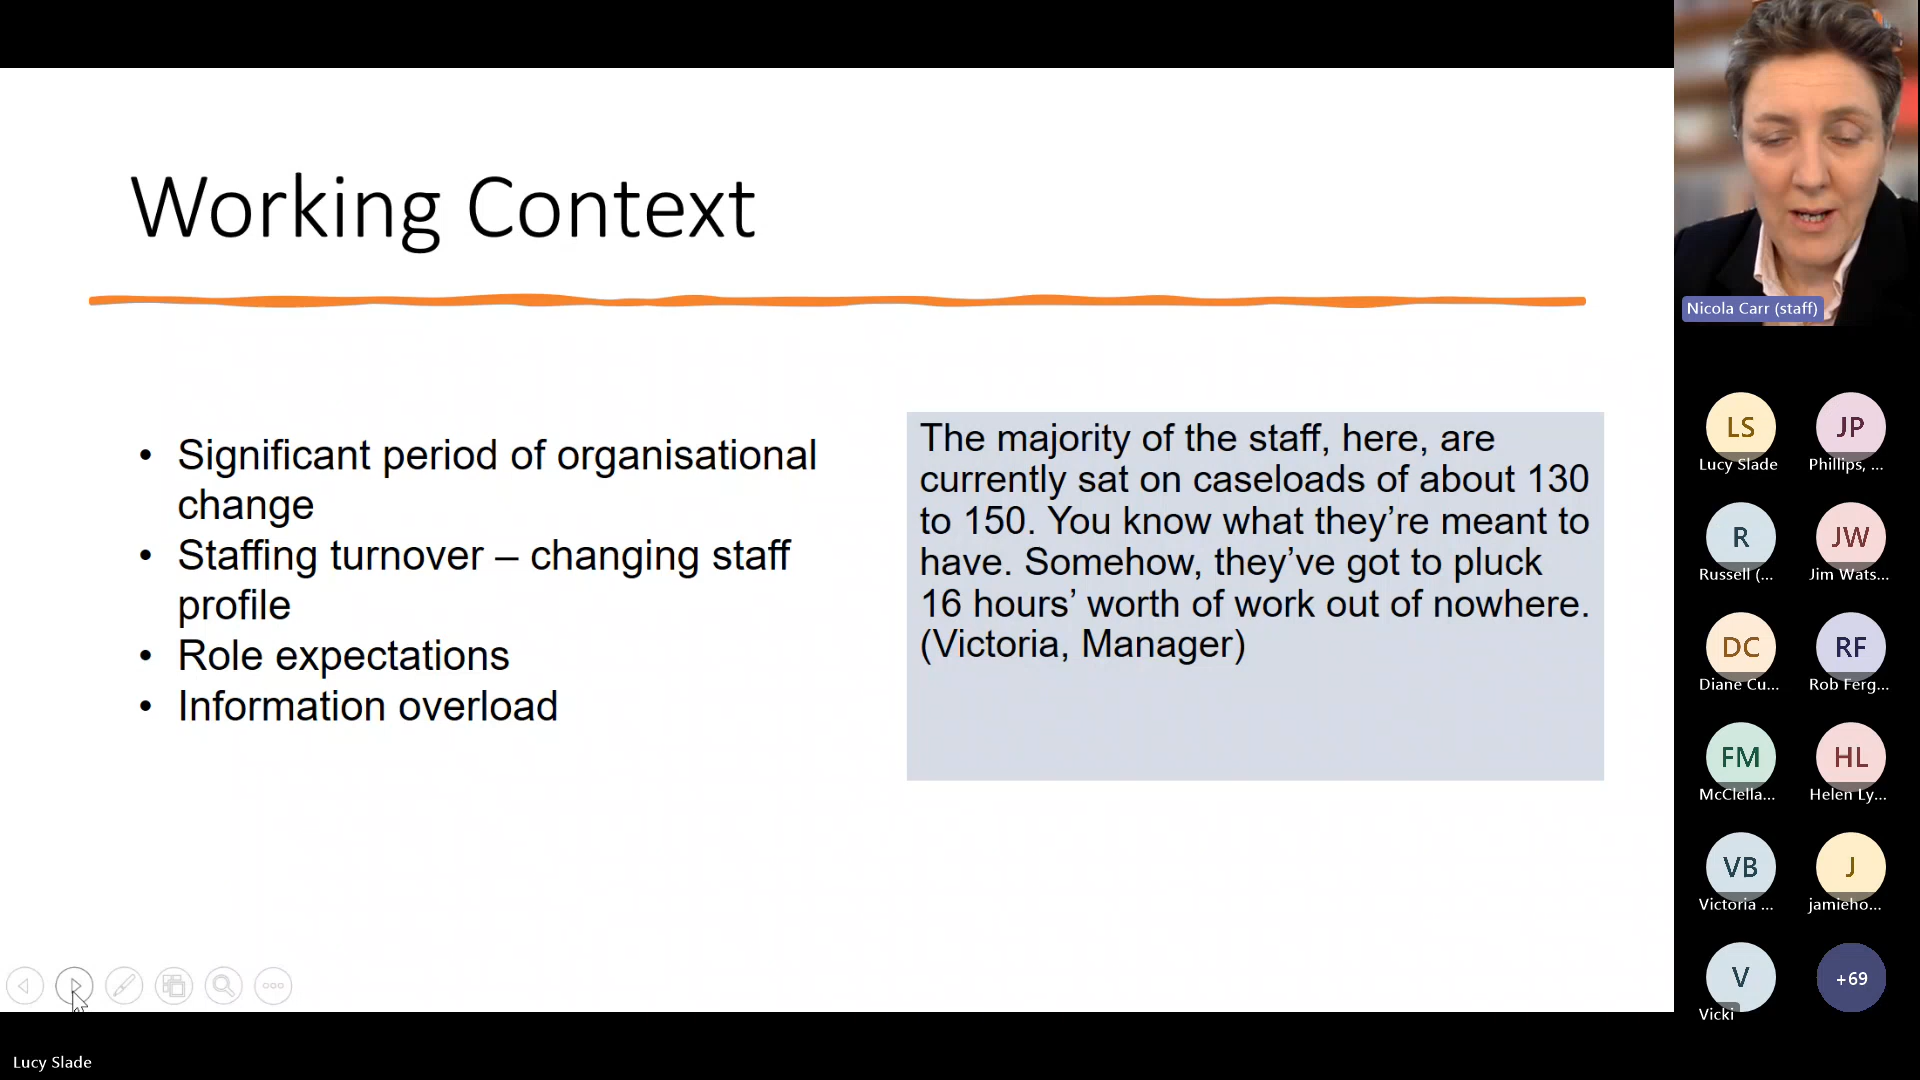 Working Context
• Significant period of organisational
change
• Staffing turnover – changing staff
profile
• Role expectations
• Information overload
The majority of the staff, here, are
currently sat on caseloads of about 130
to 150. You know what they’re meant to
have. Somehow, they’ve got to pluck
16 hours’ worth of work out of nowhere.
(Victoria, Manager)
Nicola Carr (staff)
LS
Lucy Slade
JP
Phillips, ...
R
Russell (...
JW
Jim Wats...
DC
Diane Cu...
RF
Rob Ferg...
FM
McClella...
HL
Helen Ly...
VB
Victoria ...
J
jamieho...
V
Vicki
+69
Lucy Slade